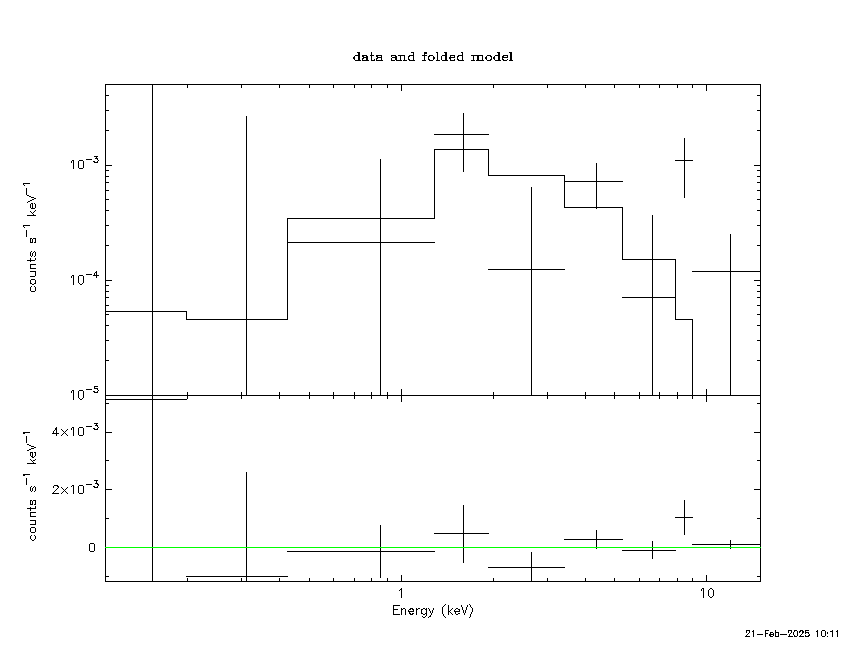 data and folded model
counts s⁻¹ keV⁻¹
10⁻³
10⁻⁴
10⁻⁵
counts s⁻¹ keV⁻¹
4×10⁻³
2×10⁻³
0
1
10
Energy (keV)
21-Feb-2025 10:11